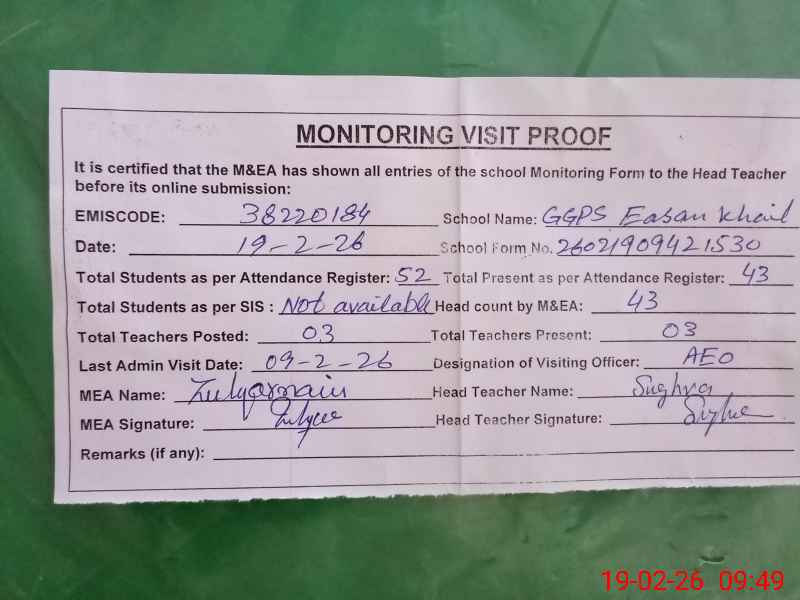 MONITORING VISIT PROOF
It is certified that the M&EA has shown all entries of the school Monitoring Form to the Head Teacher
before its online submission:
EMISCODE: 38220184 School Name: GGPS Easan Khail
Date: 19-2-26 School Form No. 26021909421530
Total Students as per Attendance Register: 52 Total Present as per Attendance Register: 43
Total Students as per SIS : Not available Head count by M&EA: 43
Total Teachers Posted: 03 Total Teachers Present: 03
Last Admin Visit Date: 09-2-26 Designation of Visiting Officer: AEO
MEA Name: Zulqarnain Head Teacher Name: Sughra
MEA Signature: Head Teacher Signature:
Remarks (if any):
19-02-26 09:49